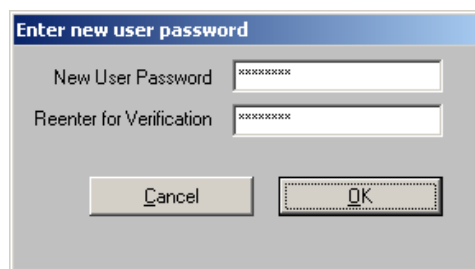 Enter new user password
New User Password ********
Reenter for Verification ********
Cancel OK